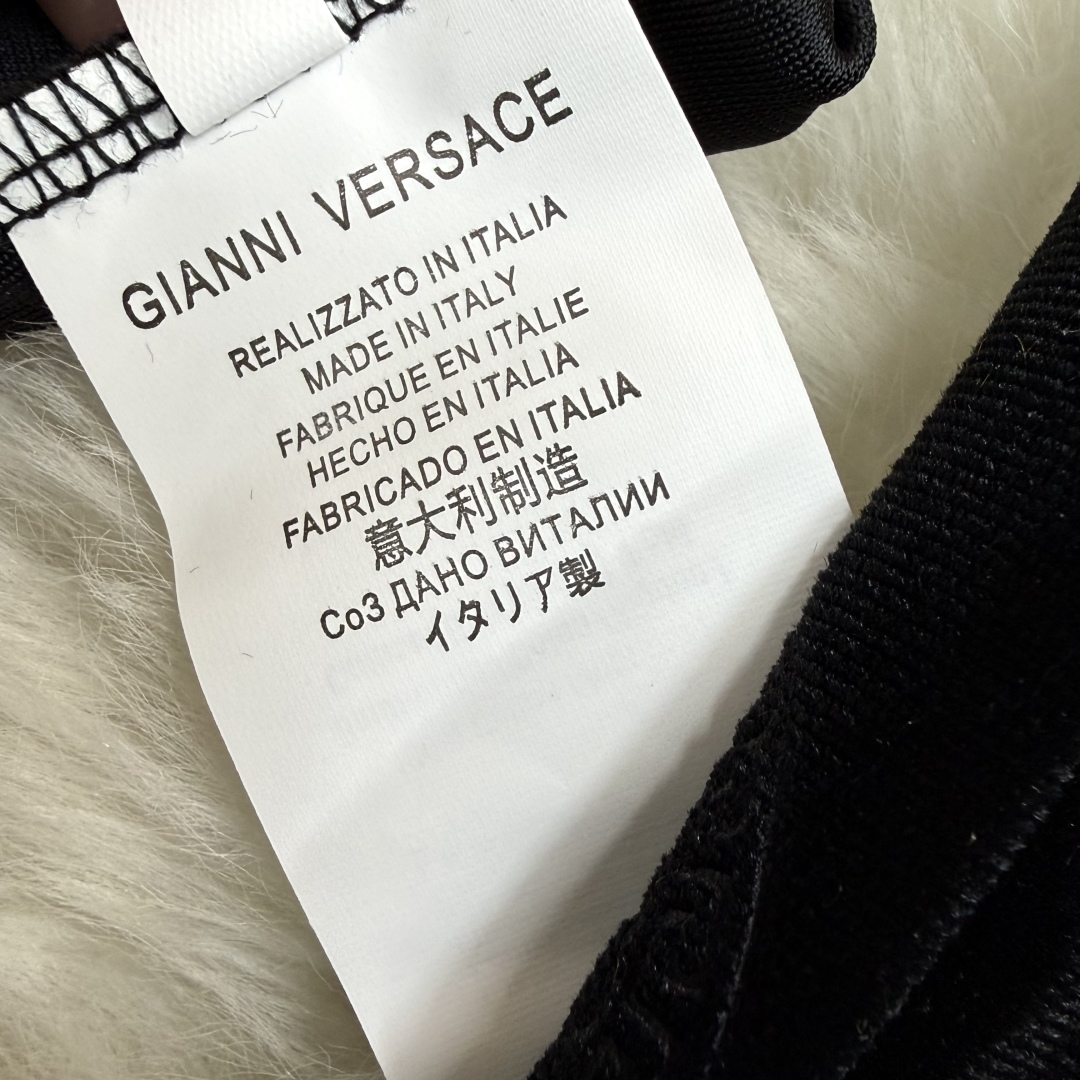 GIANNI VERSACE
REALIZZATO IN ITALIA
MADE IN ITALY
FABRIQUE EN ITALIE
HECHO EN ITALIA
FABRICADO EN ITALIA
意大利制造
Со3 ДАНО ВИТАЛИИ
イタリア製